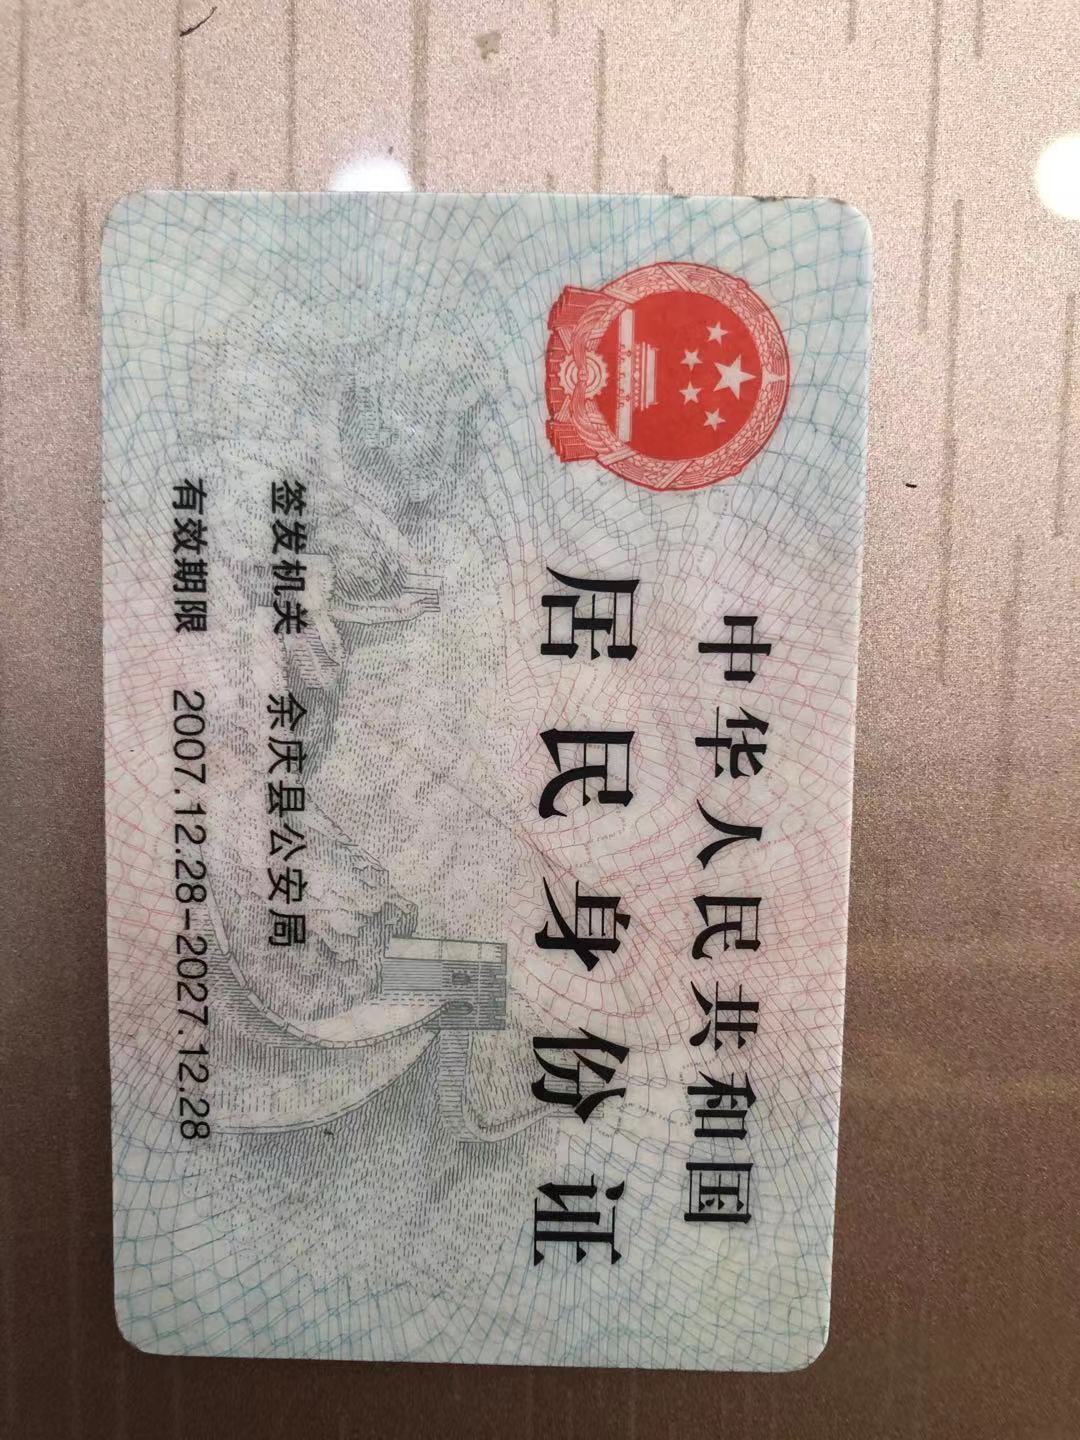 中华人民共和国
居民身份证
签发机关 余庆县公安局
有效期限 2007.12.28-2027.12.28